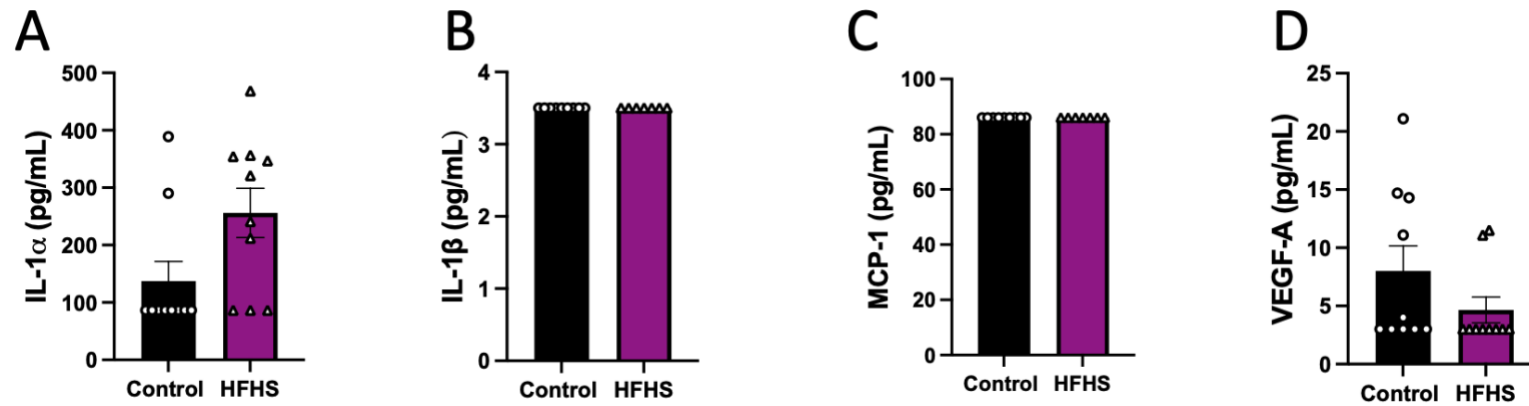 A
IL-1α (pg/mL)
500
400
300
200
100
0
Control HFHS
B
IL-1β (pg/mL)
4
3
2
1
0
Control HFHS
C
MCP-1 (pg/mL)
100
80
60
40
20
0
Control HFHS
D
VEGF-A (pg/mL)
25
20
15
10
5
0
Control HFHS